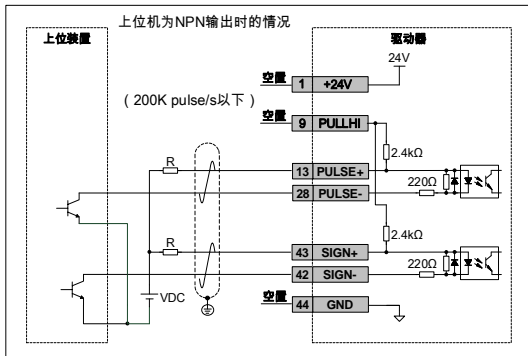 上位机为NPN输出时的情况
上位装置
驱动器
24V
空置 1 +24V
(200K pulse/s以下)
空置 9 PULLHI
2.4kΩ
R 13 PULSE+
28 PULSE- 220Ω
2.4kΩ
R 43 SIGN+
42 SIGN- 220Ω
VDC
空置 44 GND